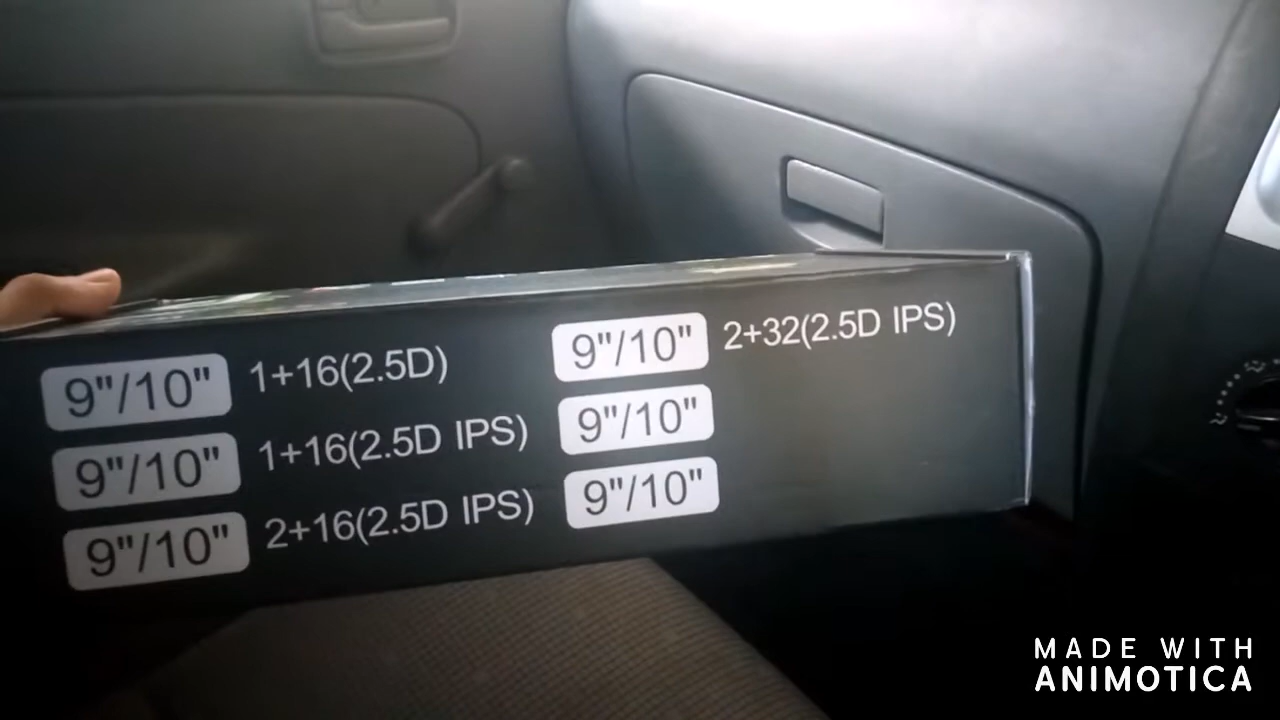 9"/10" 1+16(2.5D)
9"/10" 1+16(2.5D IPS)
9"/10" 2+16(2.5D IPS)
9"/10" 2+32(2.5D IPS)
9"/10"
9"/10"
MADE WITH
ANIMOTICA